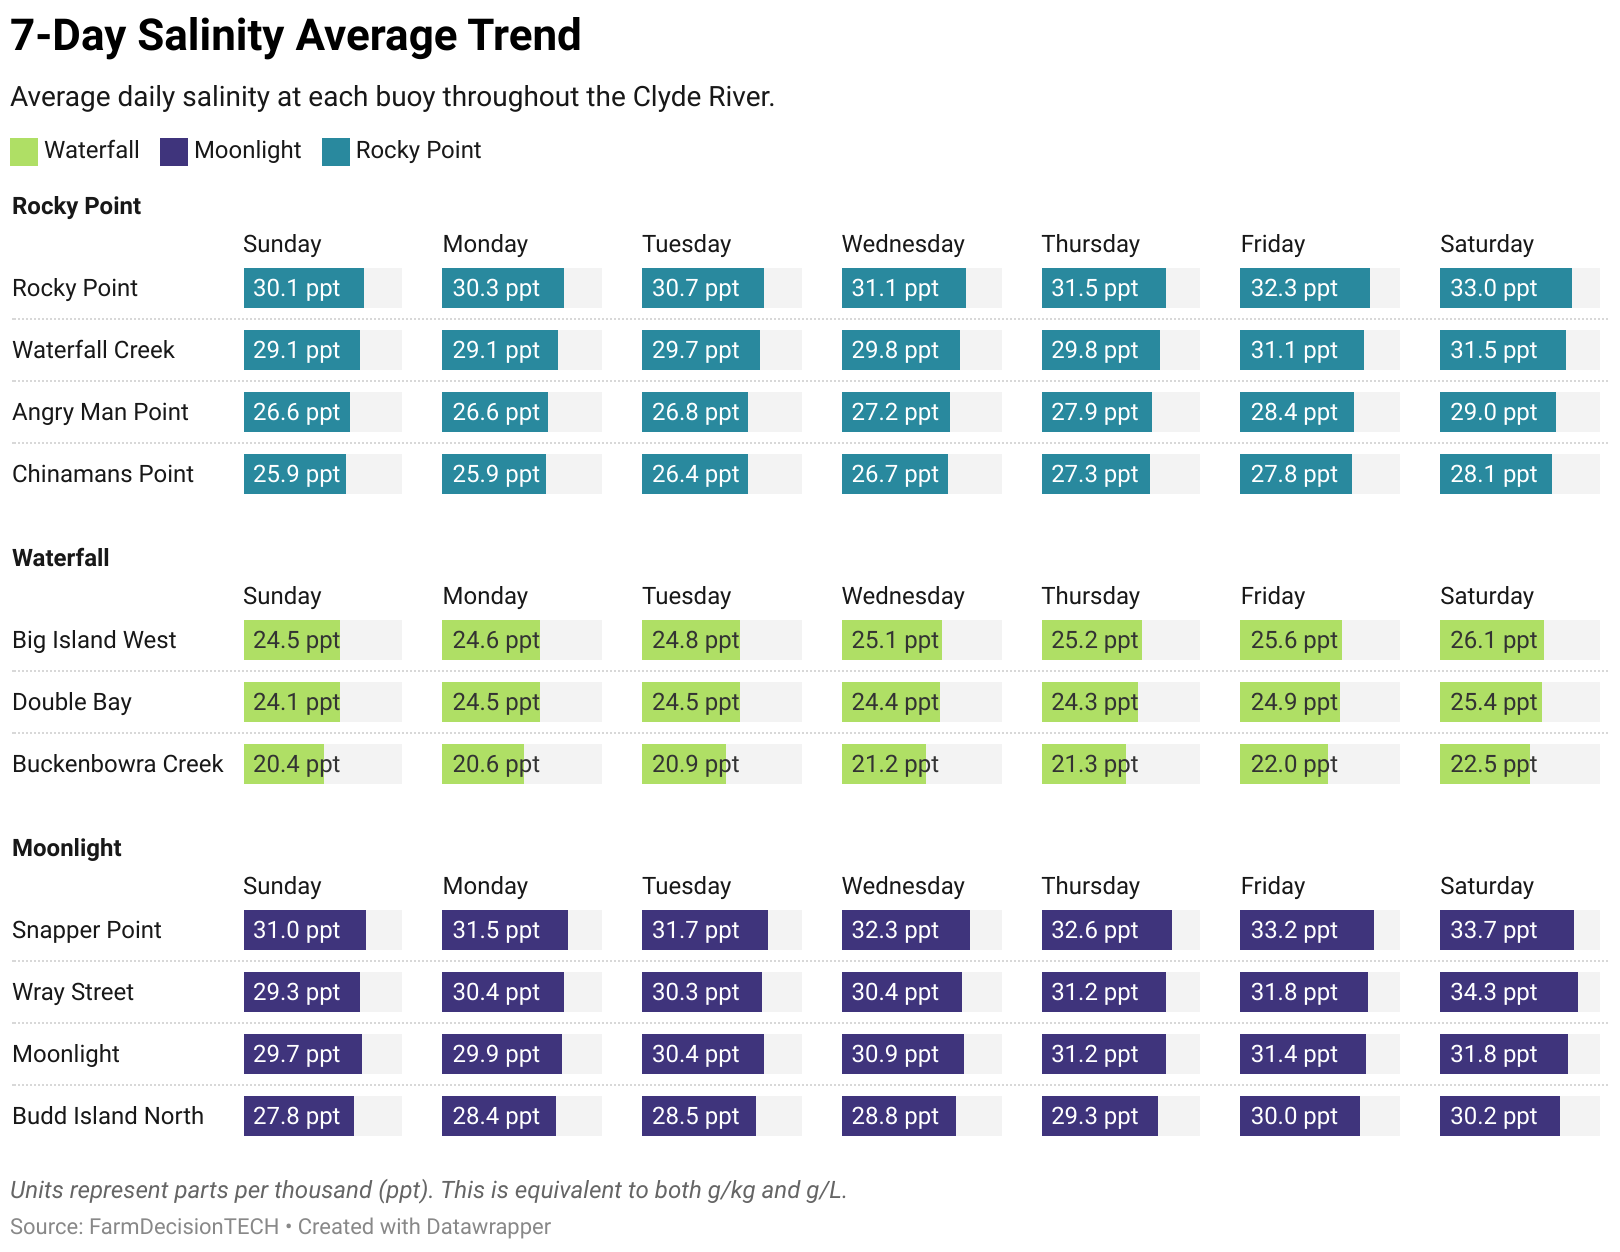 7-Day Salinity Average Trend
Average daily salinity at each buoy throughout the Clyde River.
Waterfall Moonlight Rocky Point
Rocky Point
Sunday Monday Tuesday Wednesday Thursday Friday Saturday
Rocky Point 30.1 ppt 30.3 ppt 30.7 ppt 31.1 ppt 31.5 ppt 32.3 ppt 33.0 ppt
Waterfall Creek 29.1 ppt 29.1 ppt 29.7 ppt 29.8 ppt 29.8 ppt 31.1 ppt 31.5 ppt
Angry Man Point 26.6 ppt 26.6 ppt 26.8 ppt 27.2 ppt 27.9 ppt 28.4 ppt 29.0 ppt
Chinamans Point 25.9 ppt 25.9 ppt 26.4 ppt 26.7 ppt 27.3 ppt 27.8 ppt 28.1 ppt
Waterfall
Sunday Monday Tuesday Wednesday Thursday Friday Saturday
Big Island West 24.5 ppt 24.6 ppt 24.8 ppt 25.1 ppt 25.2 ppt 25.6 ppt 26.1 ppt
Double Bay 24.1 ppt 24.5 ppt 24.5 ppt 24.4 ppt 24.3 ppt 24.9 ppt 25.4 ppt
Buckenbowra Creek 20.4 ppt 20.6 ppt 20.9 ppt 21.2 ppt 21.3 ppt 22.0 ppt 22.5 ppt
Moonlight
Sunday Monday Tuesday Wednesday Thursday Friday Saturday
Snapper Point 31.0 ppt 31.5 ppt 31.7 ppt 32.3 ppt 32.6 ppt 33.2 ppt 33.7 ppt
Wray Street 29.3 ppt 30.4 ppt 30.3 ppt 30.4 ppt 31.2 ppt 31.8 ppt 34.3 ppt
Moonlight 29.7 ppt 29.9 ppt 30.4 ppt 30.9 ppt 31.2 ppt 31.4 ppt 31.8 ppt
Budd Island North 27.8 ppt 28.4 ppt 28.5 ppt 28.8 ppt 29.3 ppt 30.0 ppt 30.2 ppt
Units represent parts per thousand (ppt). This is equivalent to both g/kg and g/L.
Source: FarmDecisionTECH • Created with Datawrapper